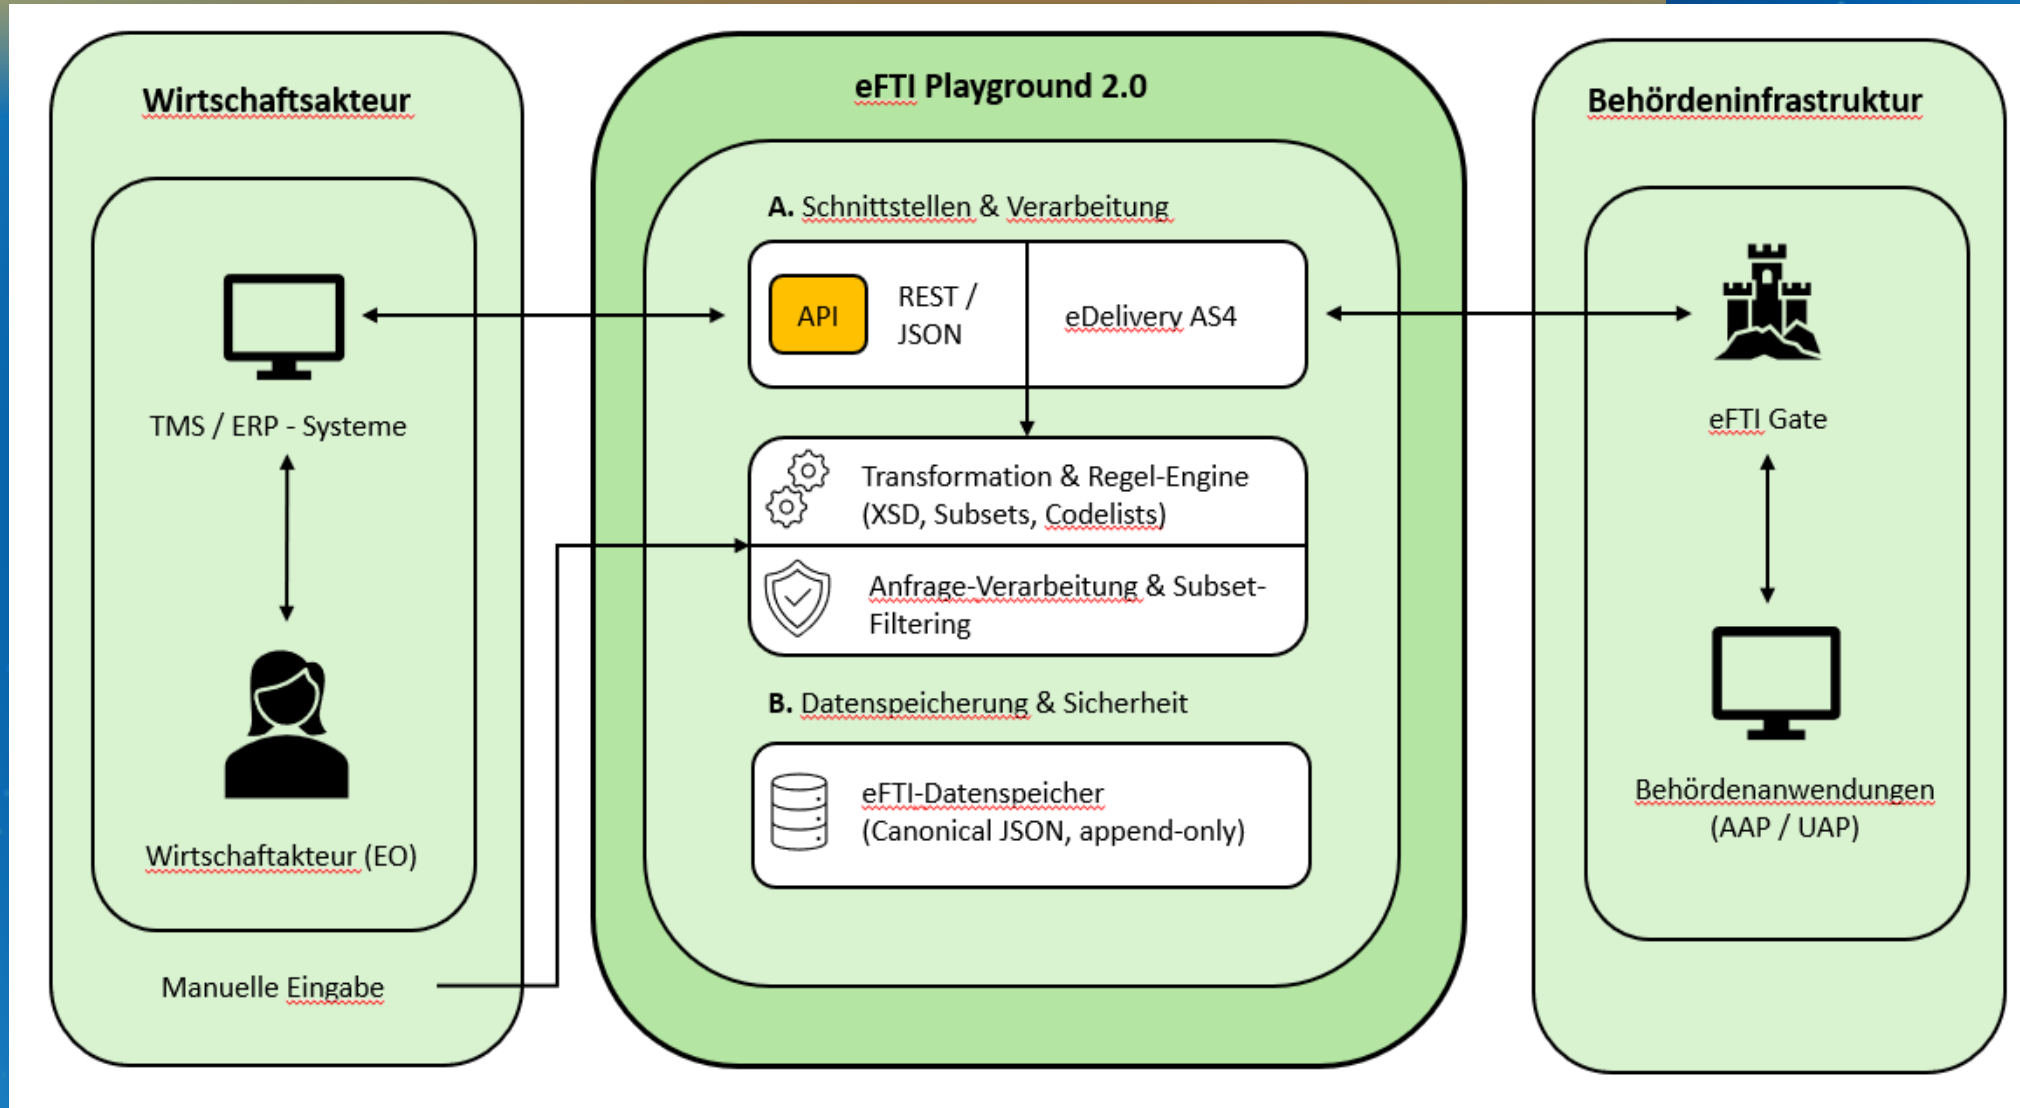 Wirtschaftsakteur
TMS / ERP - Systeme
Wirtschaftakteur (EO)
Manuelle Eingabe
eFTI Playground 2.0
A. Schnittstellen & Verarbeitung
API
REST /
JSON
eDelivery AS4
Transformation & Regel-Engine
(XSD, Subsets, Codelists)
Anfrage-Verarbeitung & Subset-
Filtering
B. Datenspeicherung & Sicherheit
eFTI-Datenspeicher
(Canonical JSON, append-only)
Behördeninfrastruktur
eFTI Gate
Behördenanwendungen
(AAP / UAP)